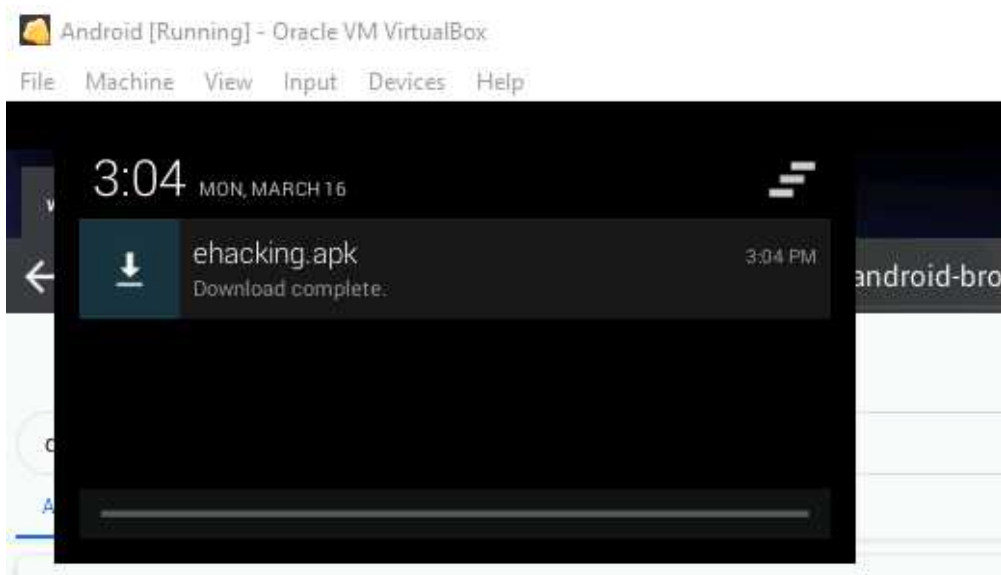 Android [Running] - Oracle VM VirtualBox
File Machine View Input Devices Help
3:04 MON, MARCH 16
ehacking.apk 3:04 PM
Download complete.
android-bro
A